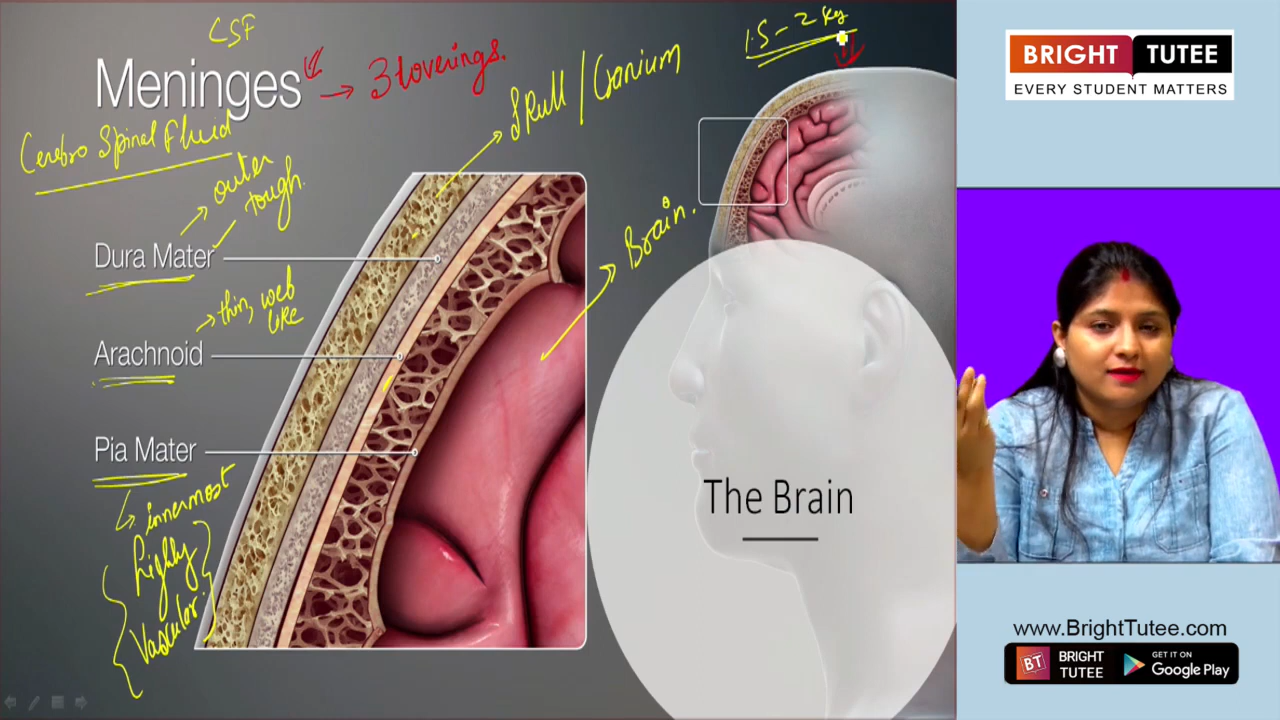 CSF
Meninges
→ 3 Coverings.
Cerebro Spinal Fluid
outer
tough.
Dura Mater
thin, web
like
Arachnoid
Pia Mater
innermost
highly
Vascular.
Skull / Cranium
Brain.
1.5 - 2 kg
The Brain
BRIGHT TUTEE
EVERY STUDENT MATTERS
www.BrightTutee.com
BT
BRIGHT
TUTEE
GET IT ON
Google Play